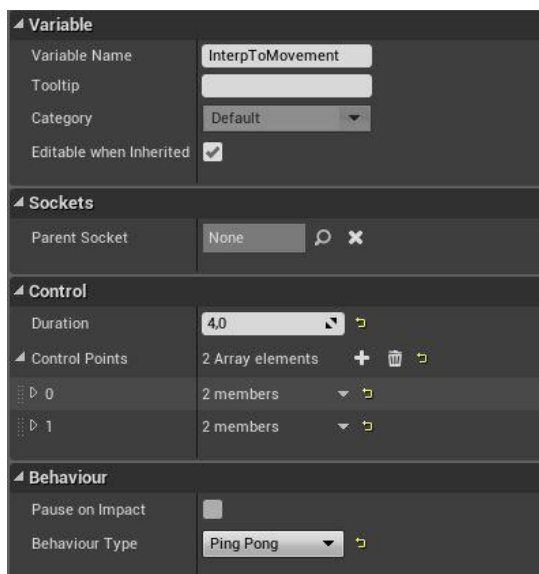 Variable
Variable Name InterpToMovement
Tooltip
Category Default
Editable when Inherited
Sockets
Parent Socket None
Control
Duration 4,0
Control Points 2 Array elements
0 2 members
1 2 members
Behaviour
Pause on Impact
Behaviour Type Ping Pong